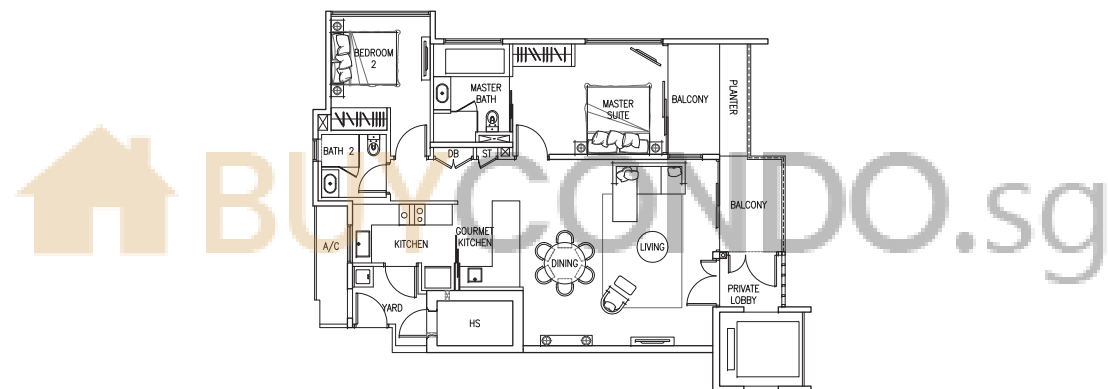 BEDROOM
2
MASTER
BATH
MASTER
SUITE
BALCONY
PLANTER
BATH 2
DB
ST
BUYCONDO.sg
BALCONY
A/C
KITCHEN
GOURMET
KITCHEN
DINING
LIVING
PRIVATE
LOBBY
YARD
HS